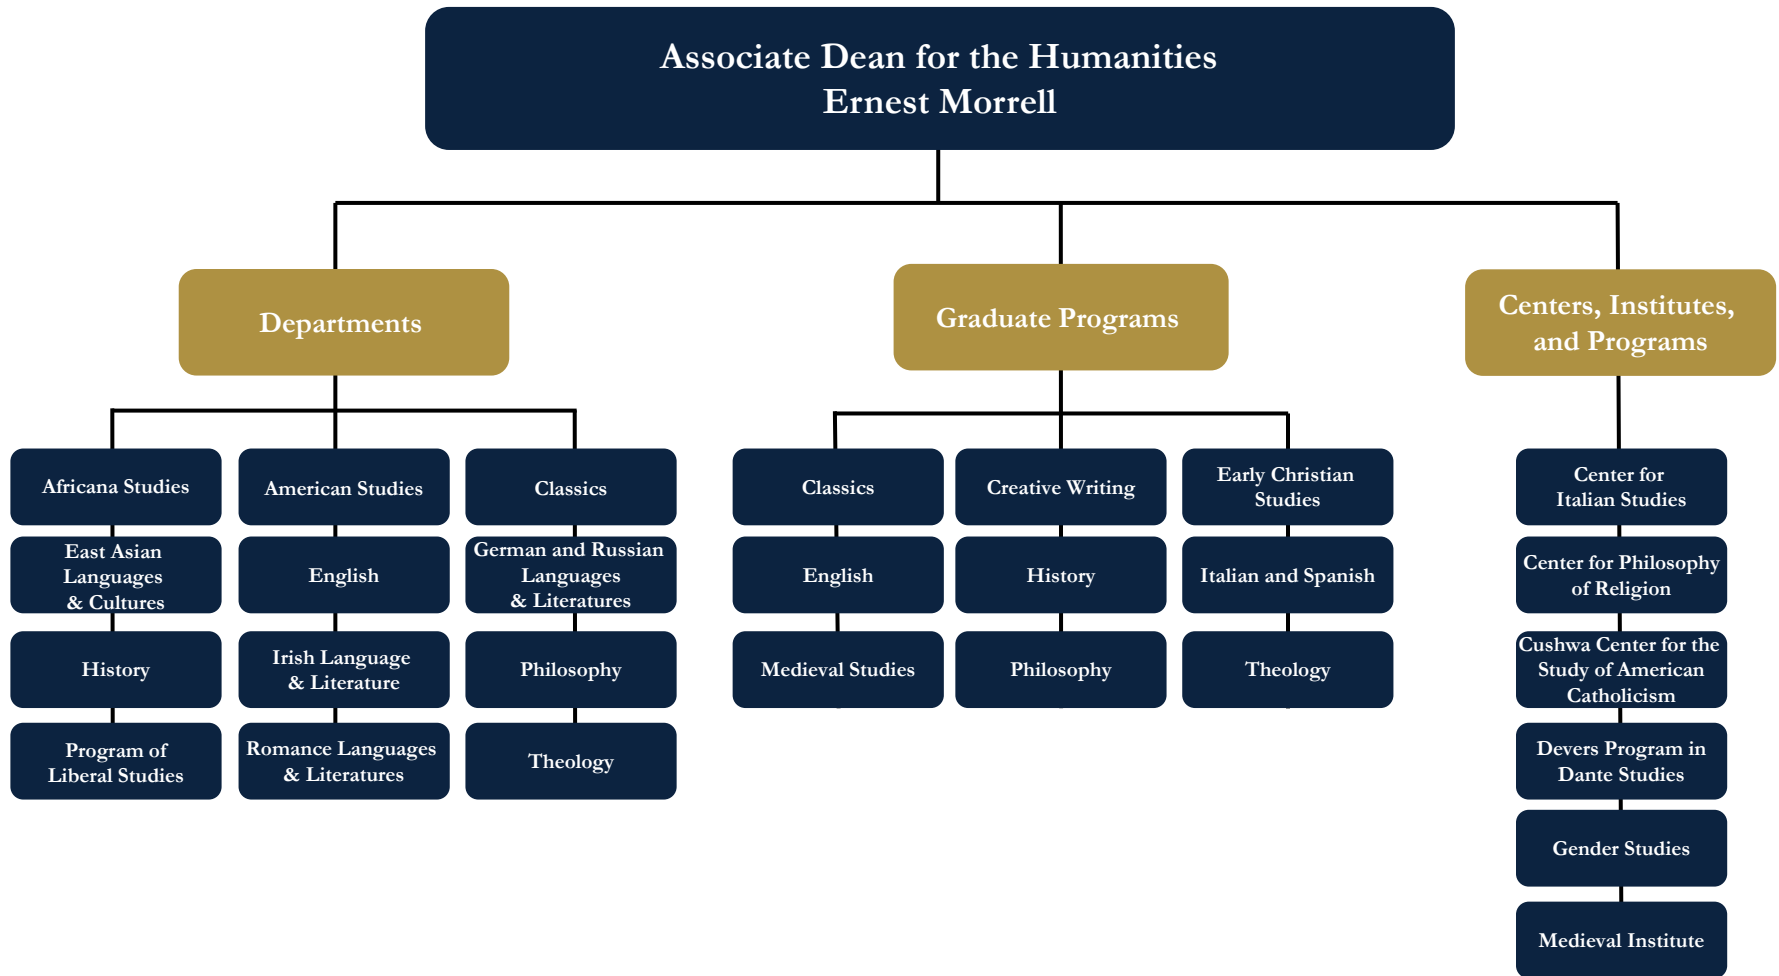 Associate Dean for the Humanities
Ernest Morrell
Departments
Graduate Programs
Centers, Institutes,
and Programs
Africana Studies
American Studies
Classics
East Asian
Languages
& Cultures
English
German and Russian
Languages
& Literatures
History
Irish Language
& Literature
Philosophy
Program of
Liberal Studies
Romance Languages
& Literatures
Theology
Classics
Creative Writing
Early Christian
Studies
English
History
Italian and Spanish
Medieval Studies
Philosophy
Theology
Center for
Italian Studies
Center for Philosophy
of Religion
Cushwa Center for the
Study of American
Catholicism
Devers Program in
Dante Studies
Gender Studies
Medieval Institute